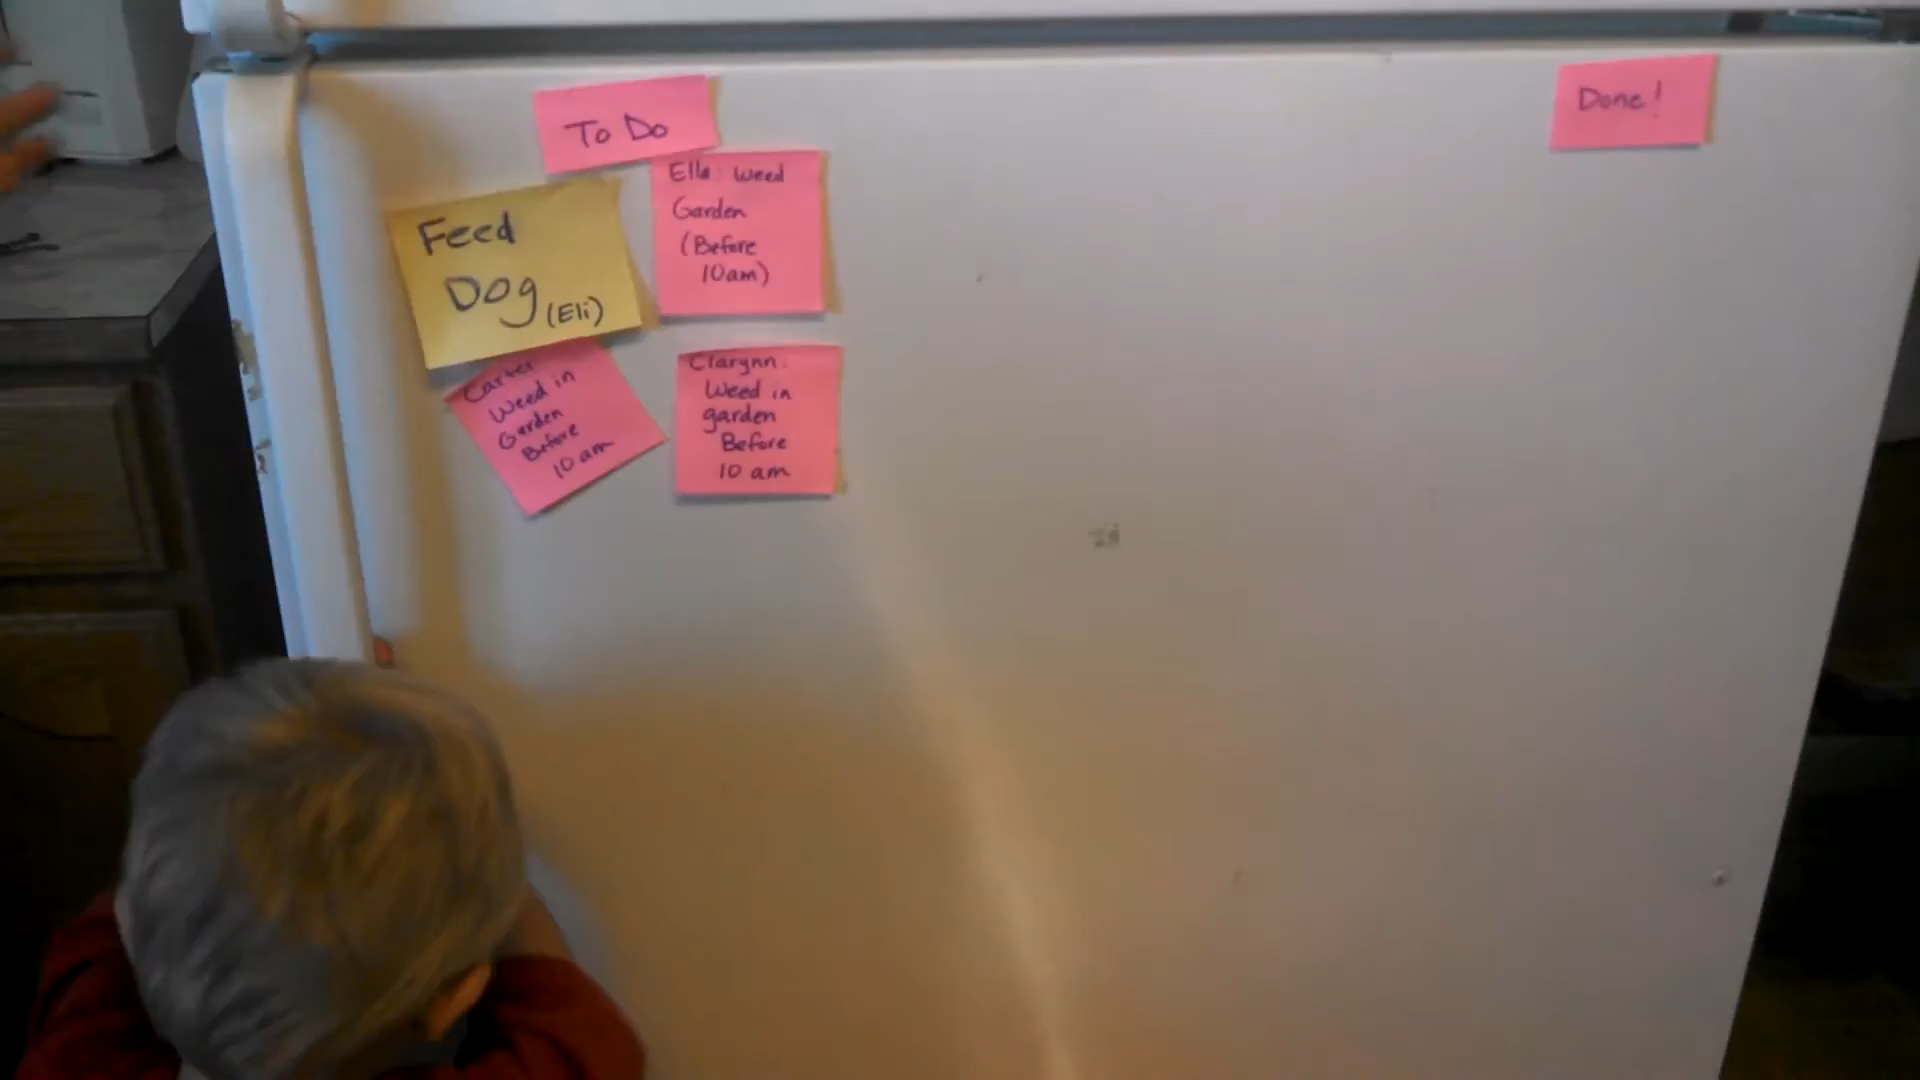 To Do
Done!
Feed
Dog (Eli)
Ella: Weed
Garden
(Before
10am)
Carter
Weed in
Garden
Before
10 am
Clarynn:
Weed in
garden
Before
10 am